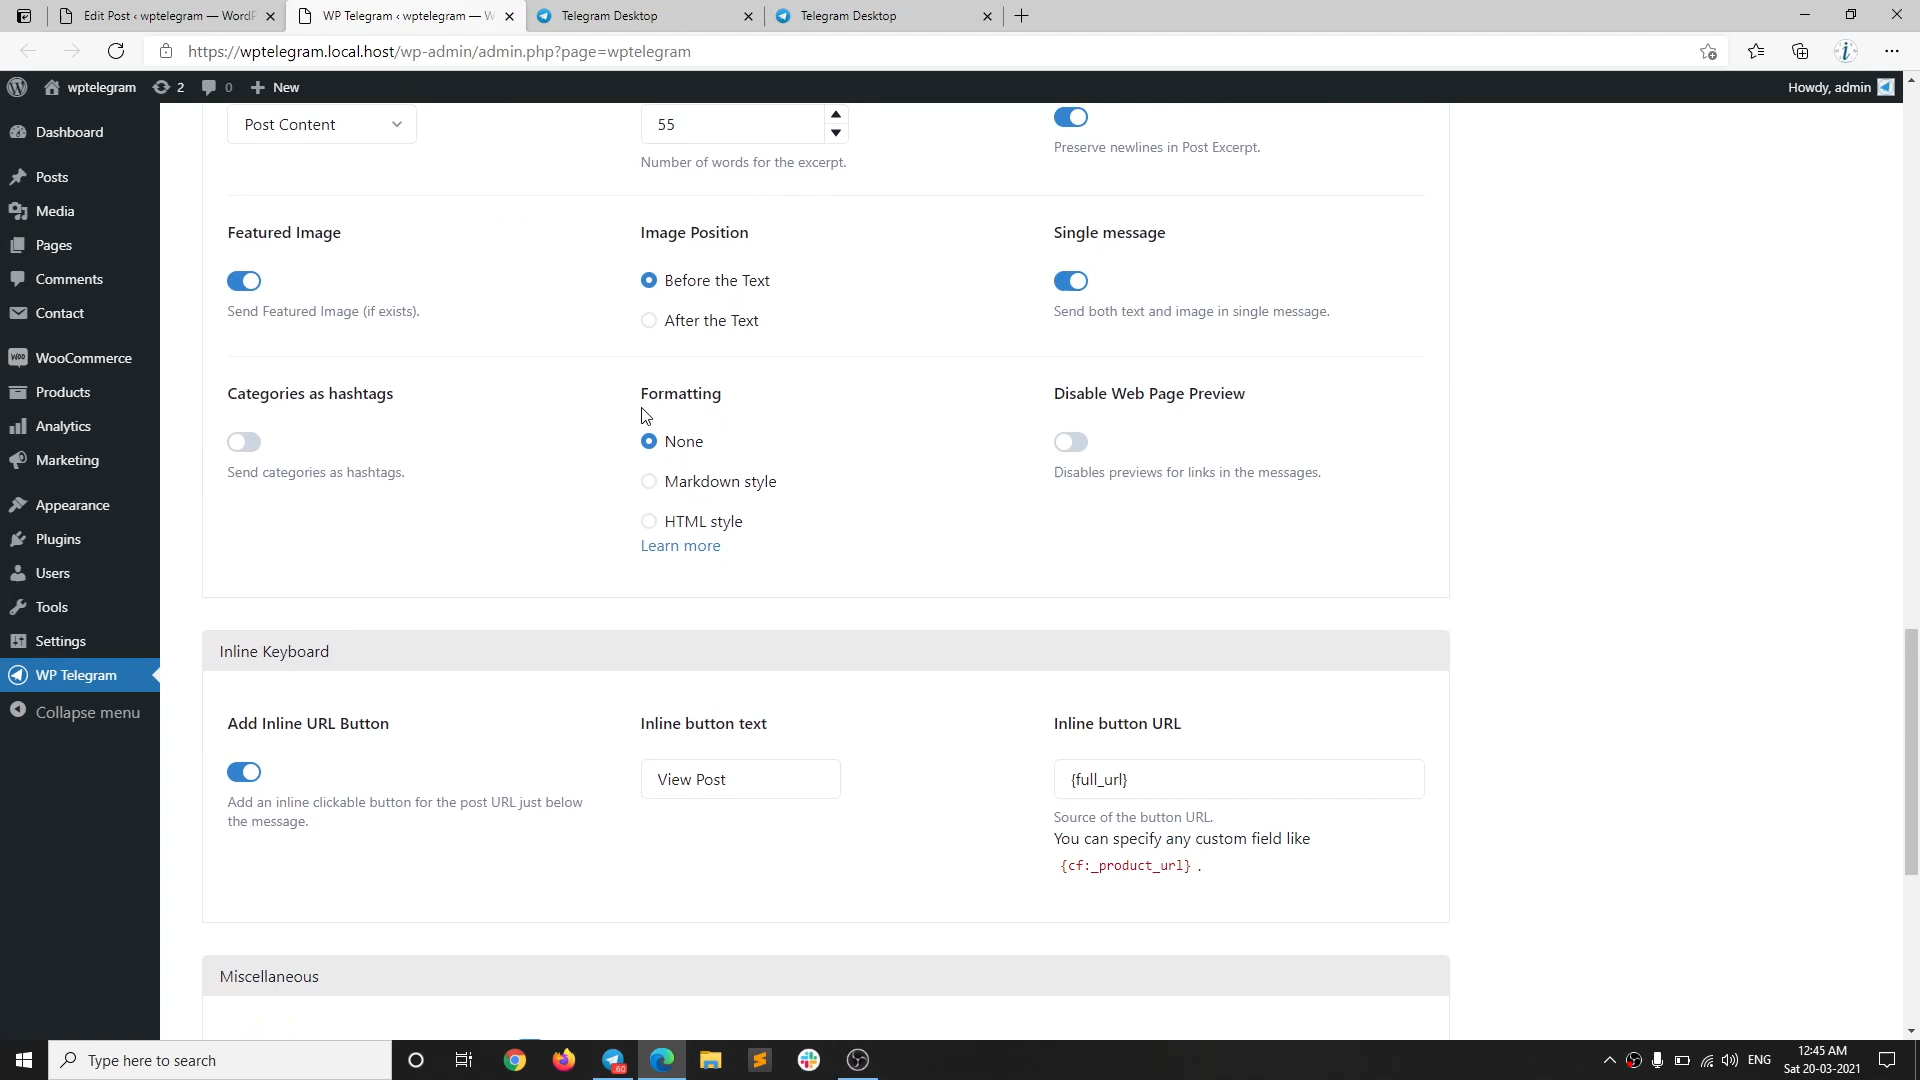 Edit Post ‹ wptelegram — WordP
WP Telegram ‹ wptelegram — W
Telegram Desktop
Telegram Desktop
https://wptelegram.local.host/wp-admin/admin.php?page=wptelegram
wptelegram
2
0
New
Howdy, admin
Dashboard
Posts
Media
Pages
Comments
Contact
WooCommerce
Products
Analytics
Marketing
Appearance
Plugins
Users
Tools
Settings
WP Telegram
Collapse menu
Post Content
55
Number of words for the excerpt.
Preserve newlines in Post Excerpt.
Featured Image
Send Featured Image (if exists).
Image Position
Before the Text
After the Text
Single message
Send both text and image in single message.
Categories as hashtags
Send categories as hashtags.
Formatting
None
Markdown style
HTML style
Learn more
Disable Web Page Preview
Disables previews for links in the messages.
Inline Keyboard
Add Inline URL Button
Add an inline clickable button for the post URL just below
the message.
Inline button text
View Post
Inline button URL
{full_url}
Source of the button URL.
You can specify any custom field like
{cf:_product_url} .
Miscellaneous
Type here to search
60
ENG
12:45 AM
Sat 20-03-2021